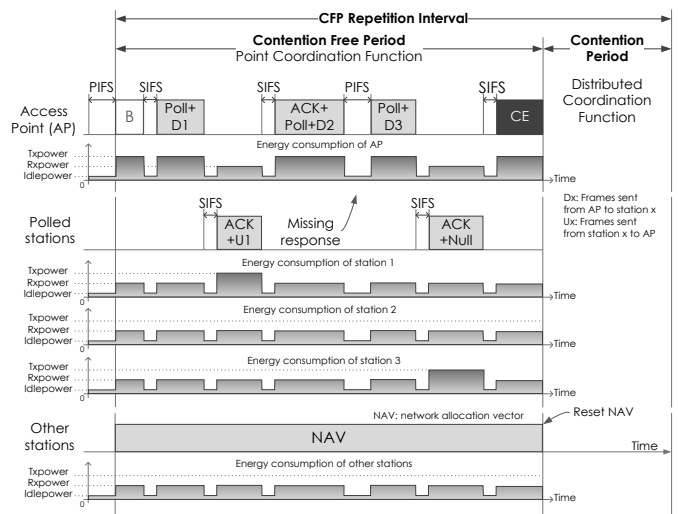 CFP Repetition Interval
Contention Free Period
Point Coordination Function
Contention
Period
PIFS
SIFS
SIFS
PIFS
SIFS
Distributed
Coordination
Function
Access
Point (AP)
B
Poll+
D1
ACK+
Poll+D2
Poll+
D3
CE
Energy consumption of AP
Txpower
Rxpower
Idlepower
0
Time
Dx: Frames sent
from AP to station x
Ux: Frames sent
from station x to AP
Polled
stations
SIFS
ACK
+U1
Missing
response
SIFS
ACK
+Null
Energy consumption of station 1
Txpower
Rxpower
Idlepower
0
Time
Energy consumption of station 2
Txpower
Rxpower
Idlepower
0
Time
Energy consumption of station 3
Txpower
Rxpower
Idlepower
0
Time
Other
stations
NAV: network allocation vector
Reset NAV
NAV
Time
Energy consumption of other stations
Txpower
Rxpower
Idlepower
0
Time